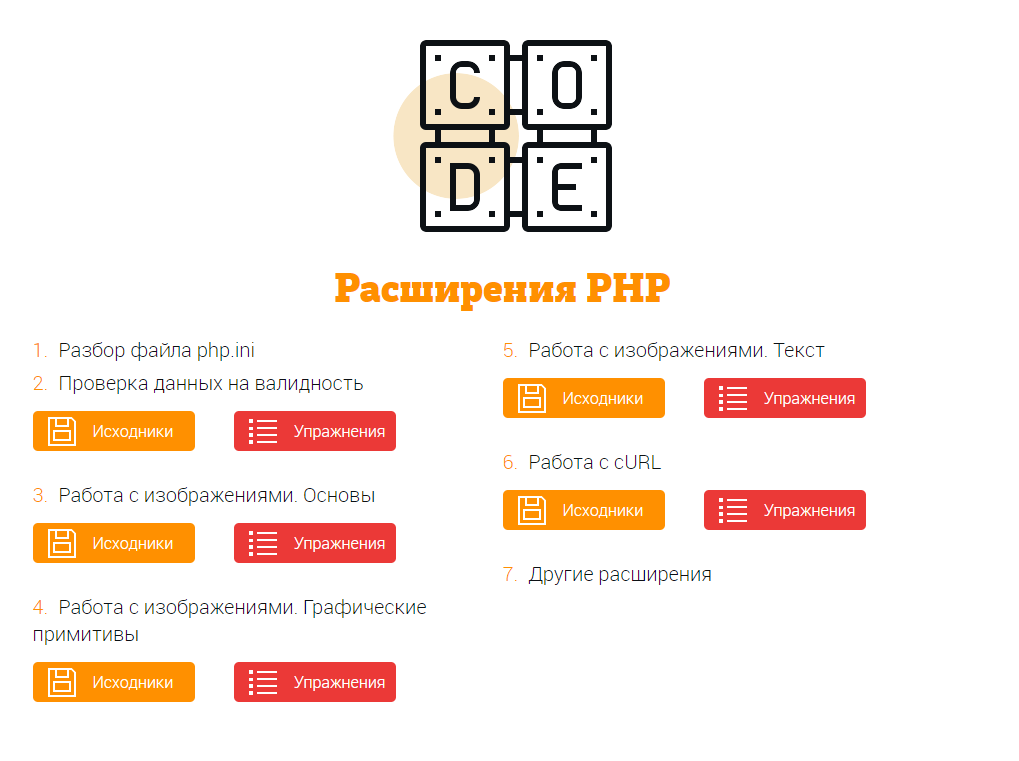 C O
D E
Расширения PHP
1. Разбор файла php.ini
2. Проверка данных на валидность
Исходники Упражнения
3. Работа с изображениями. Основы
Исходники Упражнения
4. Работа с изображениями. Графические
примитивы
Исходники Упражнения
5. Работа с изображениями. Текст
Исходники Упражнения
6. Работа с cURL
Исходники Упражнения
7. Другие расширения